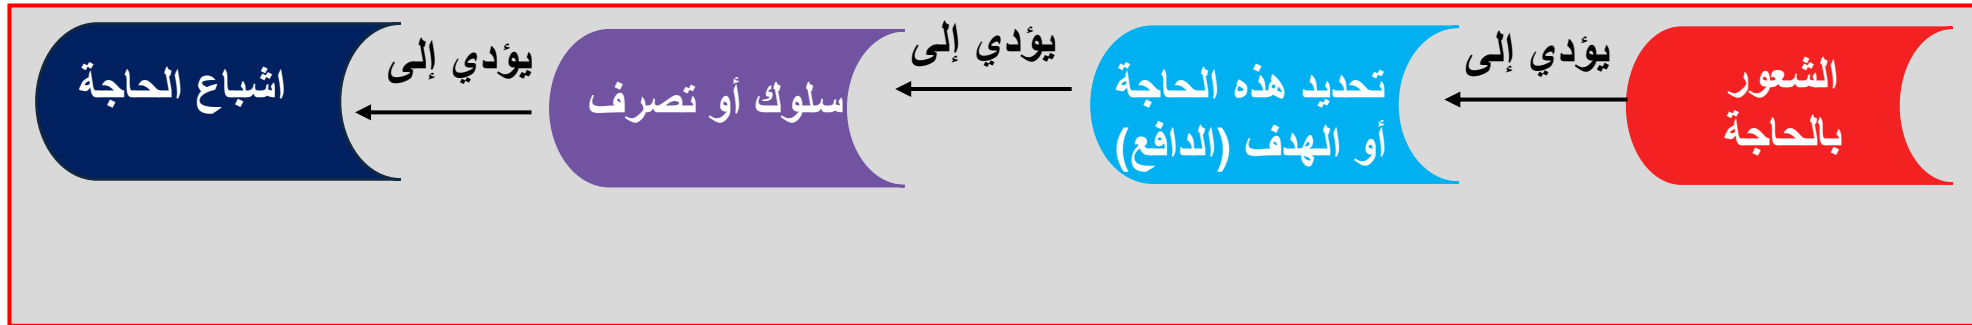 الشعور
بالحاجة
يؤدي إلى
تحديد هذه الحاجة
أو الهدف (الدافع)
يؤدي إلى
سلوك أو تصرف
يؤدي إلى
اشباع الحاجة